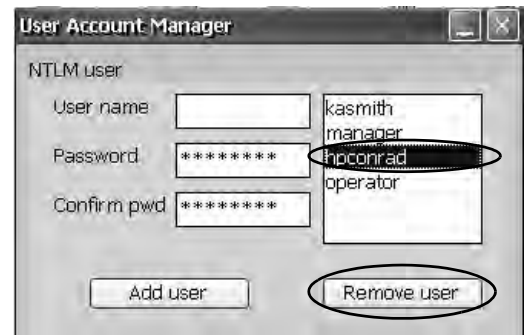 User Account Manager
NTLM user
User name
kasmith
manager
Password
********
hpconrad
operator
Confirm pwd
********
Add user
Remove user